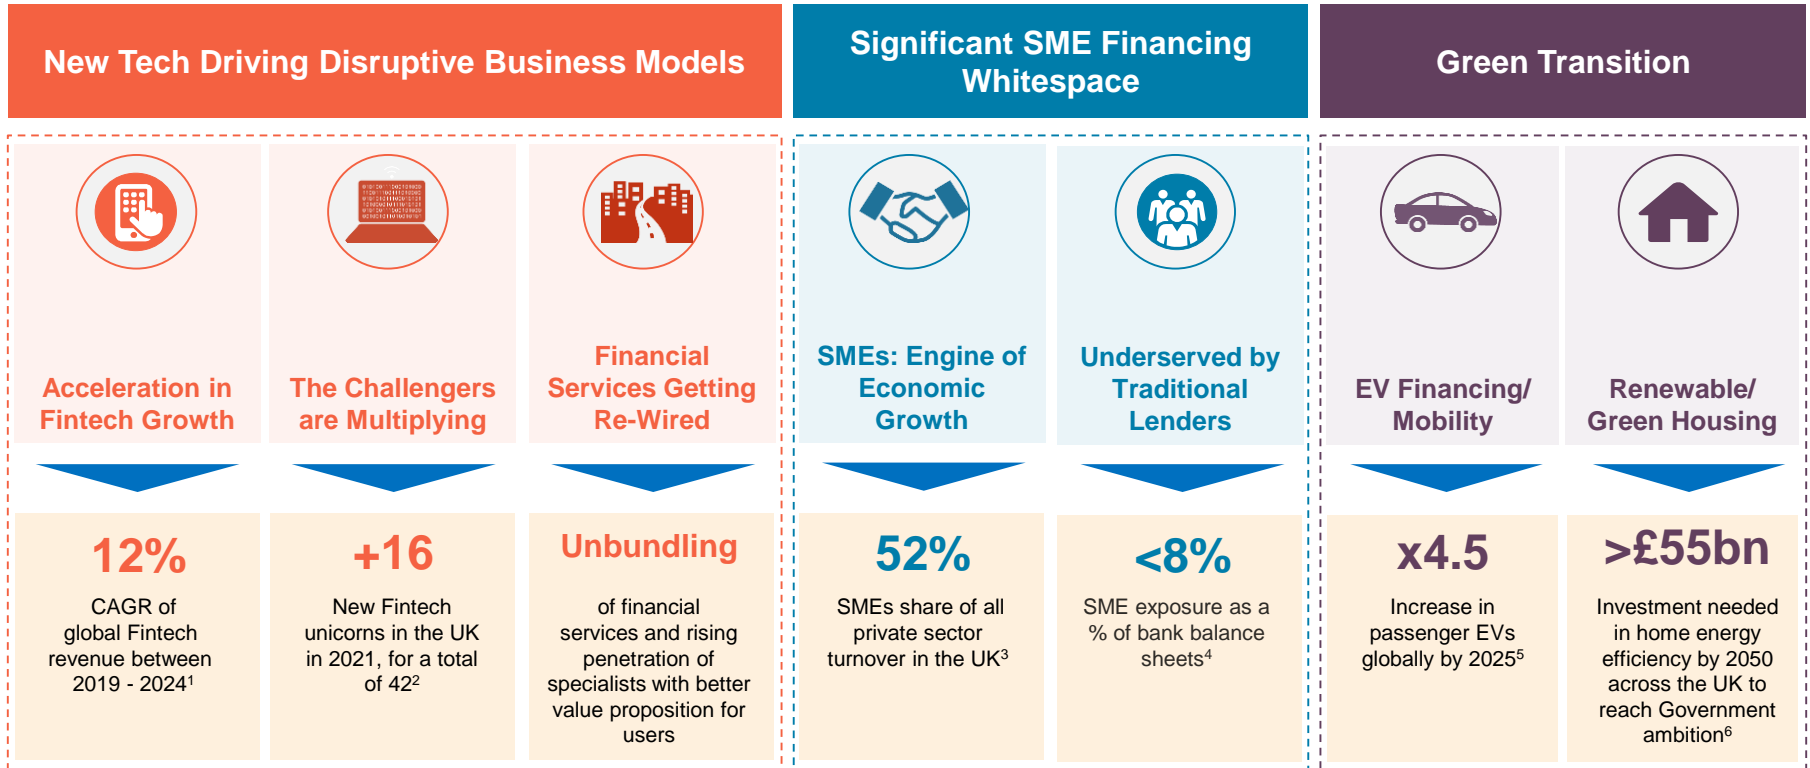 New Tech Driving Disruptive Business Models
Significant SME Financing
Whitespace
Green Transition
Acceleration in
Fintech Growth
The Challengers
are Multiplying
Financial
Services Getting
Re-Wired
SMEs: Engine of
Economic
Growth
Underserved by
Traditional
Lenders
EV Financing/
Mobility
Renewable/
Green Housing
12%
CAGR of
global Fintech
revenue between
2019 - 2024¹
+16
New Fintech
unicorns in the UK
in 2021, for a total
of 42²
Unbundling
of financial
services and rising
penetration of
specialists with better
value proposition for
users
52%
SMEs share of all
private sector
turnover in the UK³
<8%
SME exposure as a
% of bank balance
sheets⁴
x4.5
Increase in
passenger EVs
globally by 2025⁵
>£55bn
Investment needed
in home energy
efficiency by 2050
across the UK to
reach Government
ambition⁶